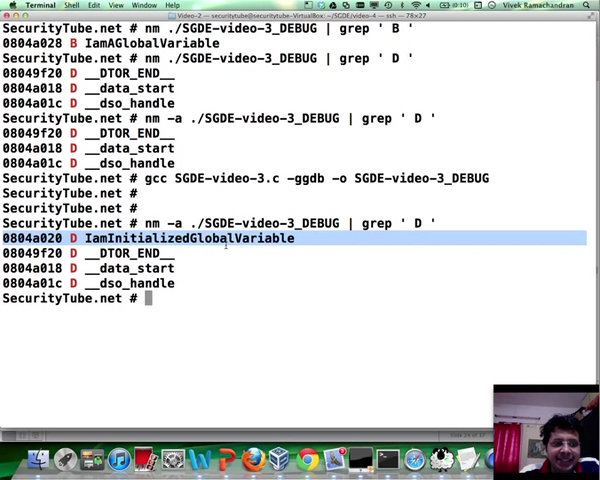 Terminal Shell Edit View Window Help (0:10) Vivek Ramachandran
Video-2 — securitytube@securitytube-VirtualBox: ~/SGDE/video-4 — ssh — 78×27
SecurityTube.net # nm ./SGDE-video-3_DEBUG | grep ' B '
0804a028 B IamAGlobalVariable
SecurityTube.net # nm ./SGDE-video-3_DEBUG | grep ' D '
08049f20 D __DTOR_END__
0804a018 D __data_start
0804a01c D __dso_handle
SecurityTube.net # nm -a ./SGDE-video-3_DEBUG | grep ' D '
08049f20 D __DTOR_END__
0804a018 D __data_start
0804a01c D __dso_handle
SecurityTube.net # gcc SGDE-video-3.c -ggdb -o SGDE-video-3_DEBUG
SecurityTube.net #
SecurityTube.net #
SecurityTube.net # nm -a ./SGDE-video-3_DEBUG | grep ' D '
0804a020 D IamInitializedGlobalVariable
08049f20 D __DTOR_END__
0804a018 D __data_start
0804a01c D __dso_handle
SecurityTube.net #